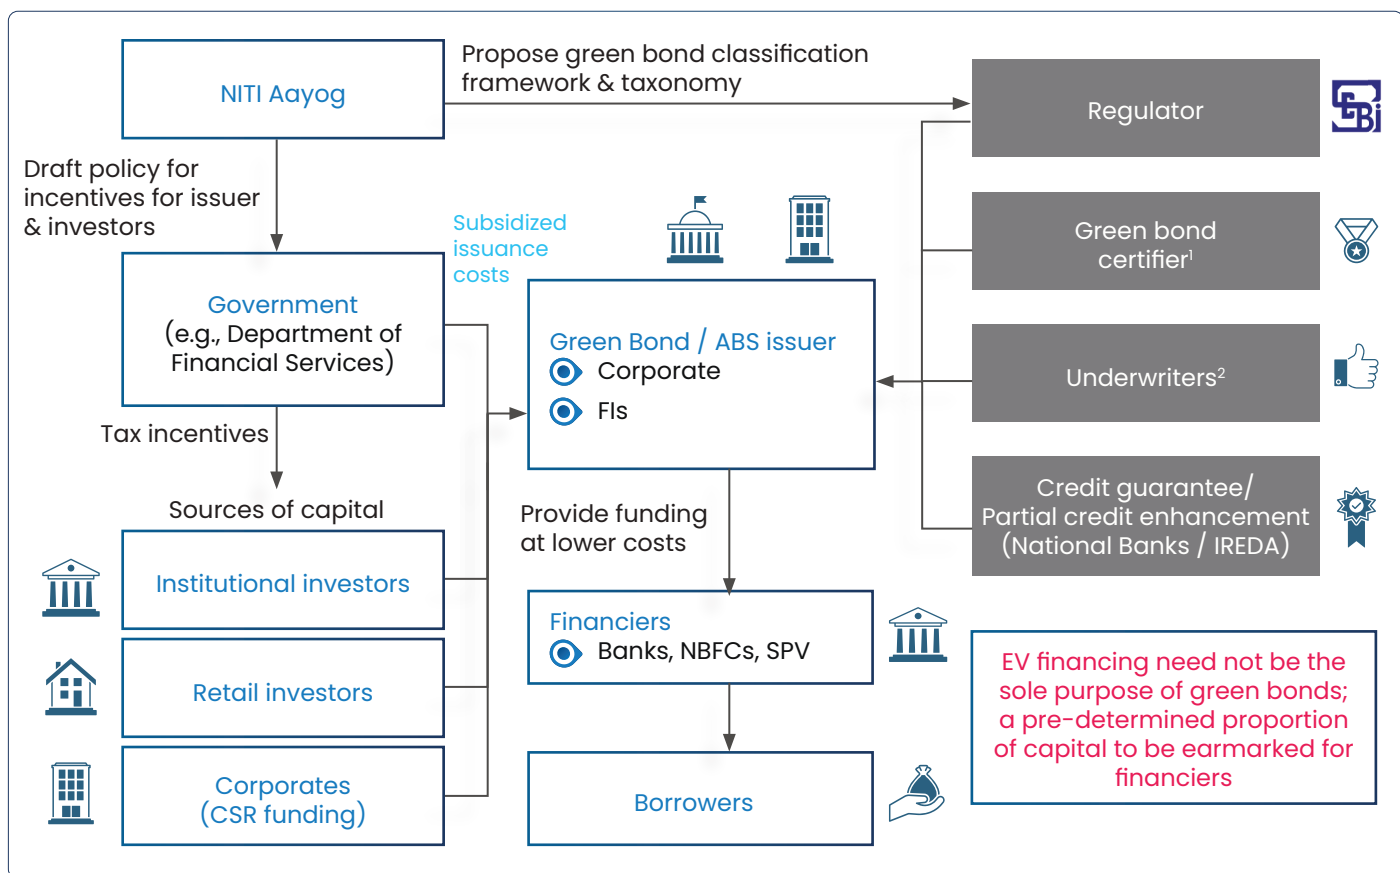 NITI Aayog
Propose green bond classification
framework & taxonomy
Regulator
SEBI
Draft policy for
incentives for issuer
& investors
Green bond
certifier¹
Subsidized
issuance
costs
Government
(e.g., Department of
Financial Services)
Green Bond / ABS issuer
Corporate
FIs
Underwriters²
Tax incentives
Sources of capital
Credit guarantee/
Partial credit enhancement
(National Banks / IREDA)
Provide funding
at lower costs
Institutional investors
Financiers
Banks, NBFCs, SPV
Retail investors
EV financing need not be the
sole purpose of green bonds;
a pre-determined proportion
of capital to be earmarked for
financiers
Corporates
(CSR funding)
Borrowers